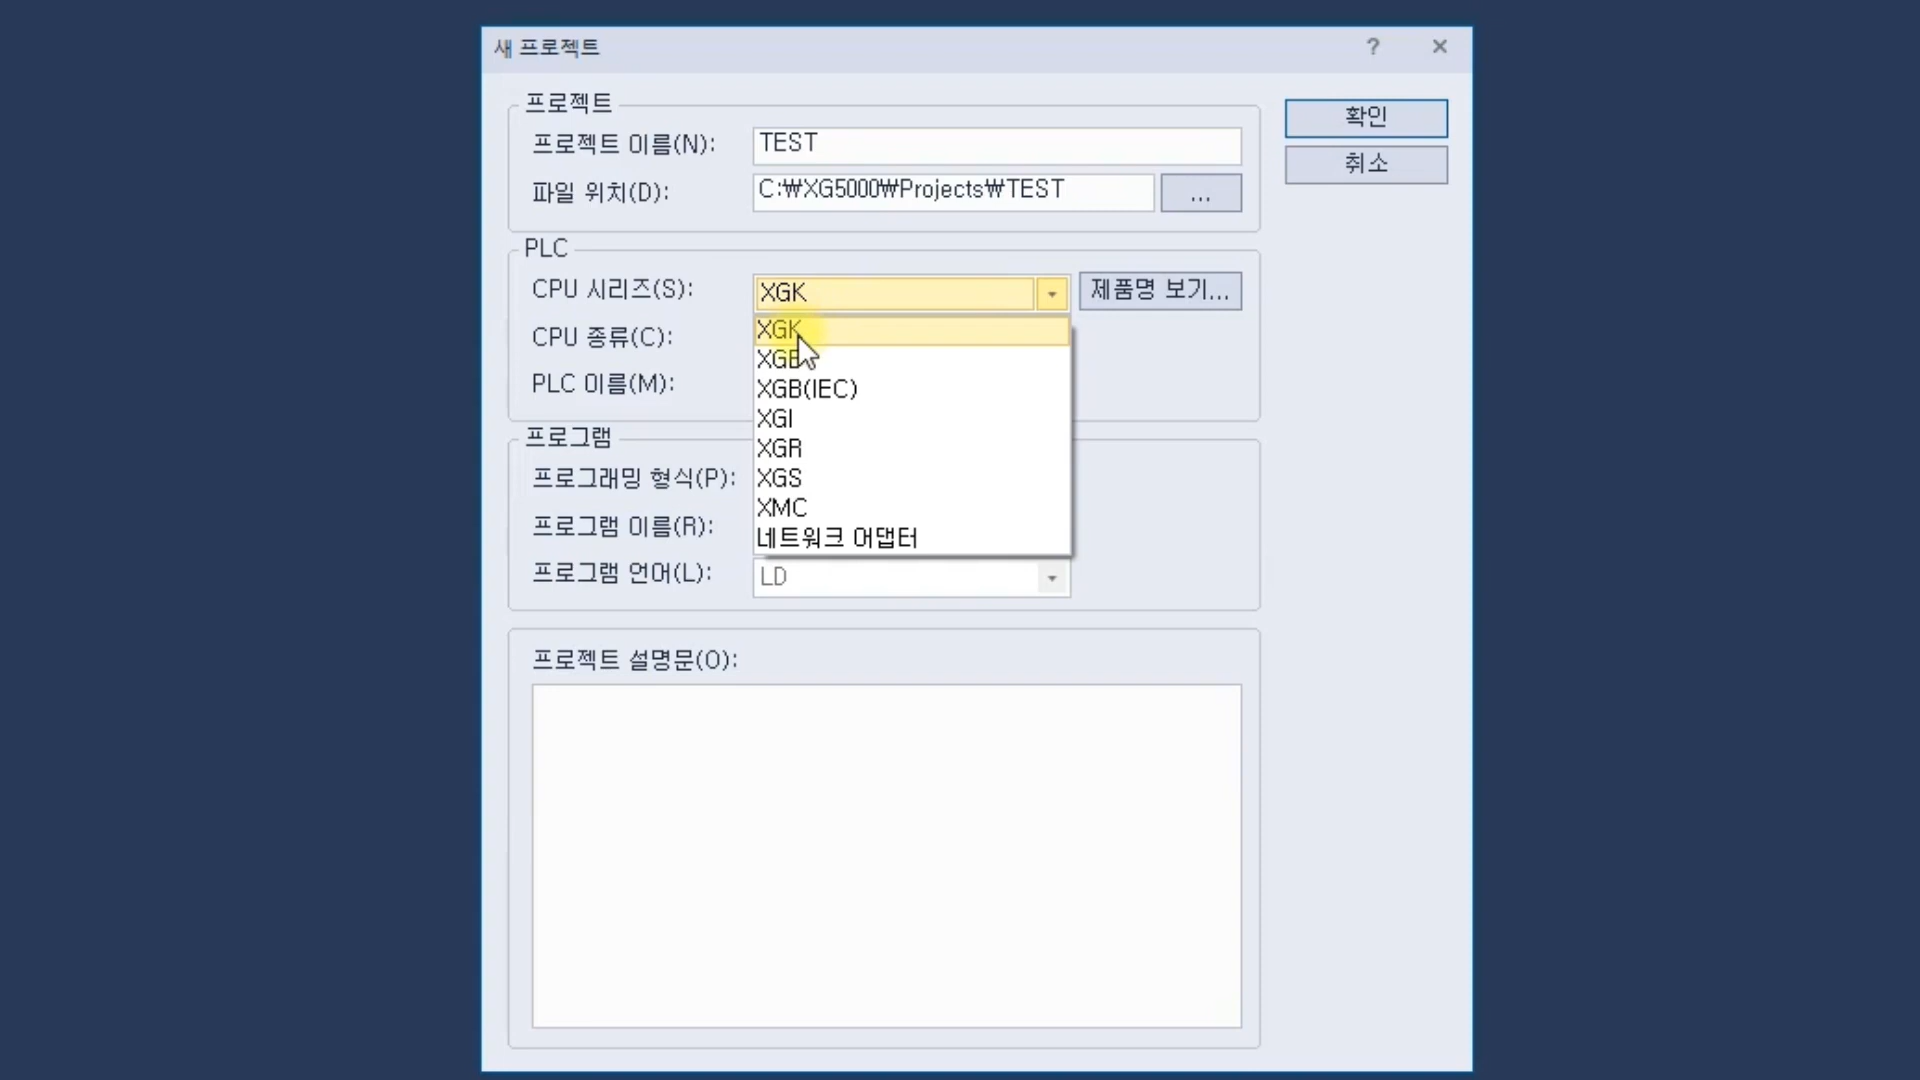 새 프로젝트
프로젝트
프로젝트 이름(N): TEST
파일 위치(D): C:₩XG5000₩Projects₩TEST ...
확인
취소
PLC
CPU 시리즈(S): XGK 제품명 보기...
CPU 종류(C):
PLC 이름(M):
XGK
XGB
XGB(IEC)
XGI
XGR
XGS
XMC
네트워크 어댑터
프로그램
프로그래밍 형식(P):
프로그램 이름(R):
프로그램 언어(L): LD
프로젝트 설명문(O):